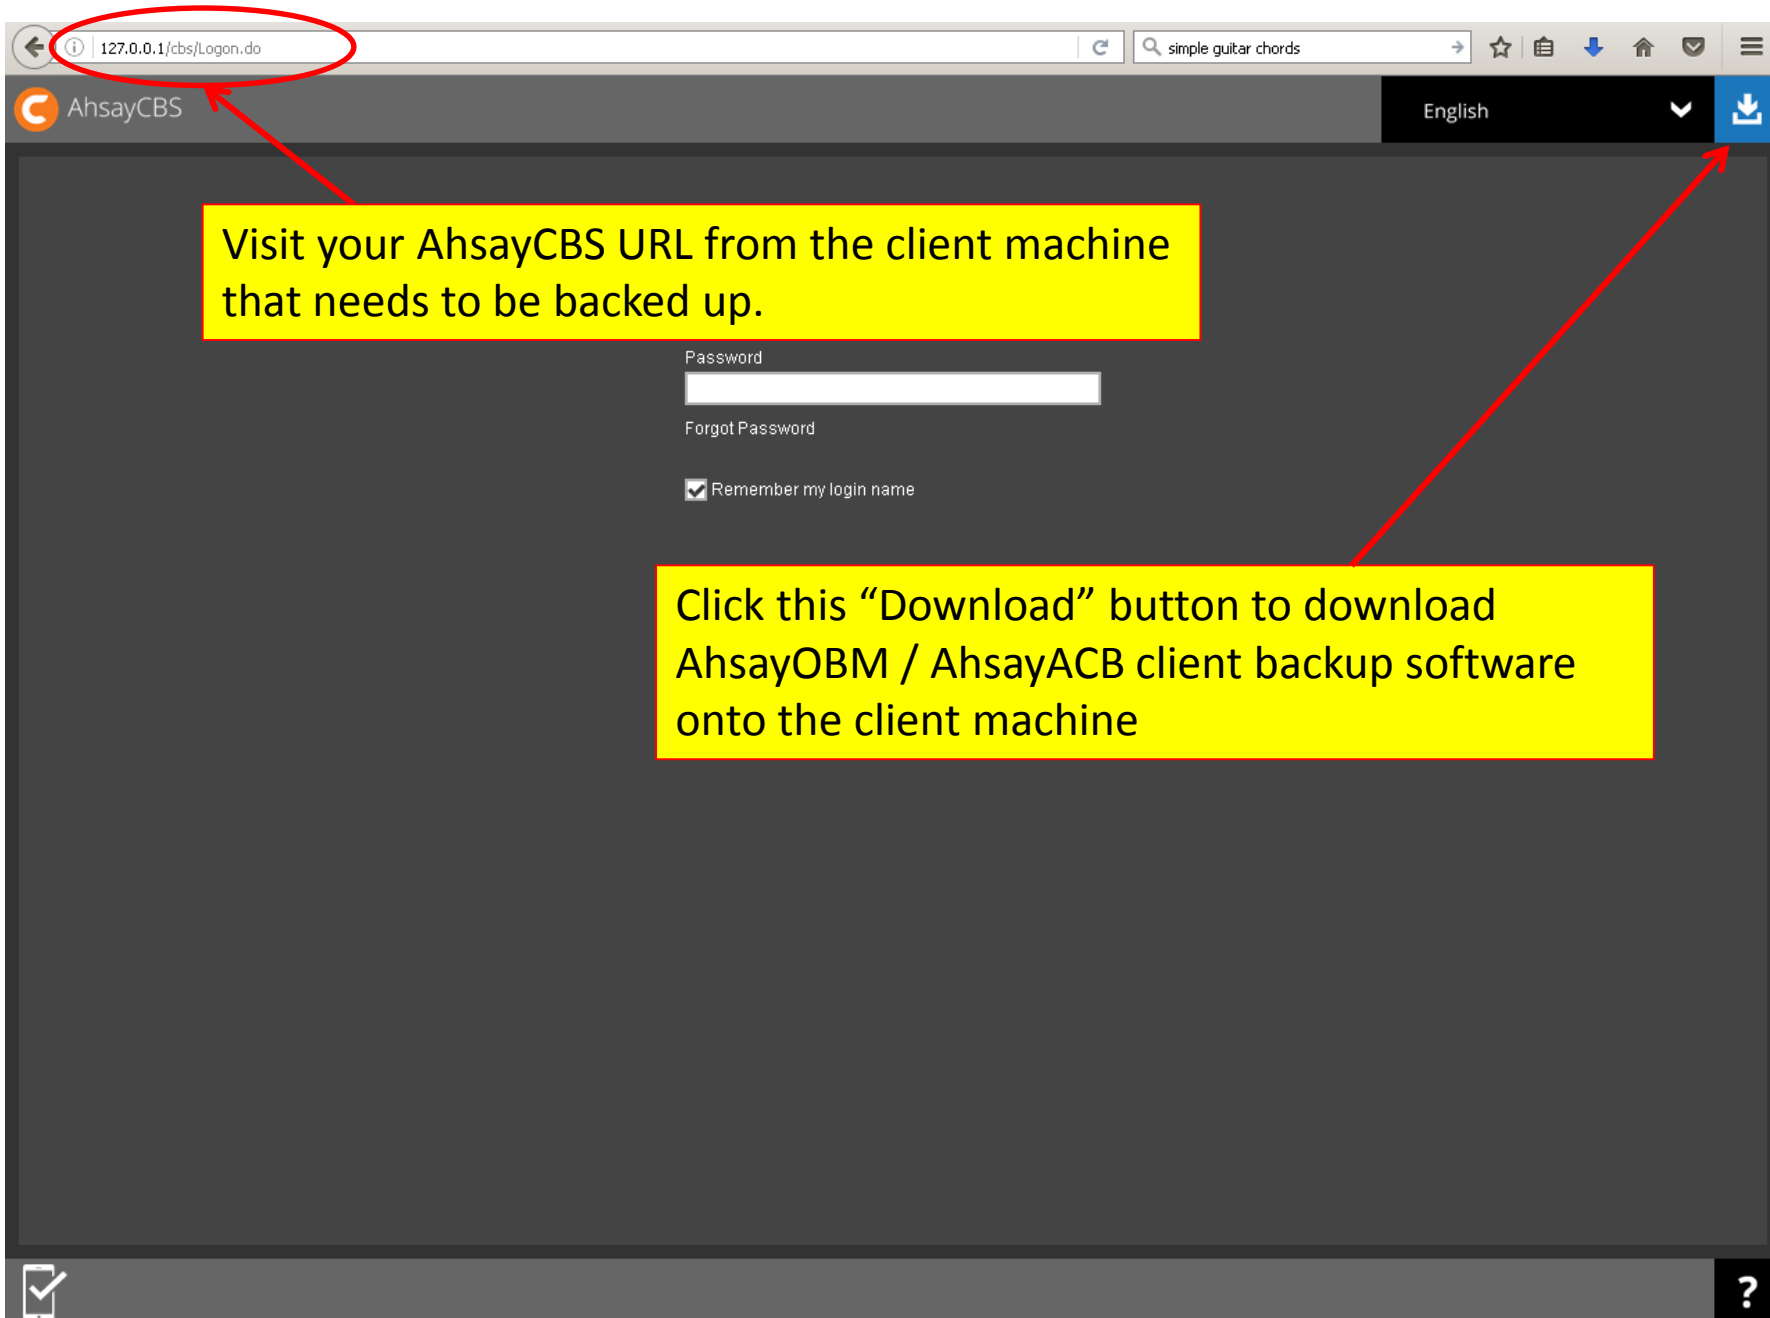 127.0.0.1/cbs/Logon.do
simple guitar chords
AhsayCBS
English
Visit your AhsayCBS URL from the client machine
that needs to be backed up.
Password
Forgot Password
Remember my login name
Click this “Download” button to download
AhsayOBM / AhsayACB client backup software
onto the client machine
?